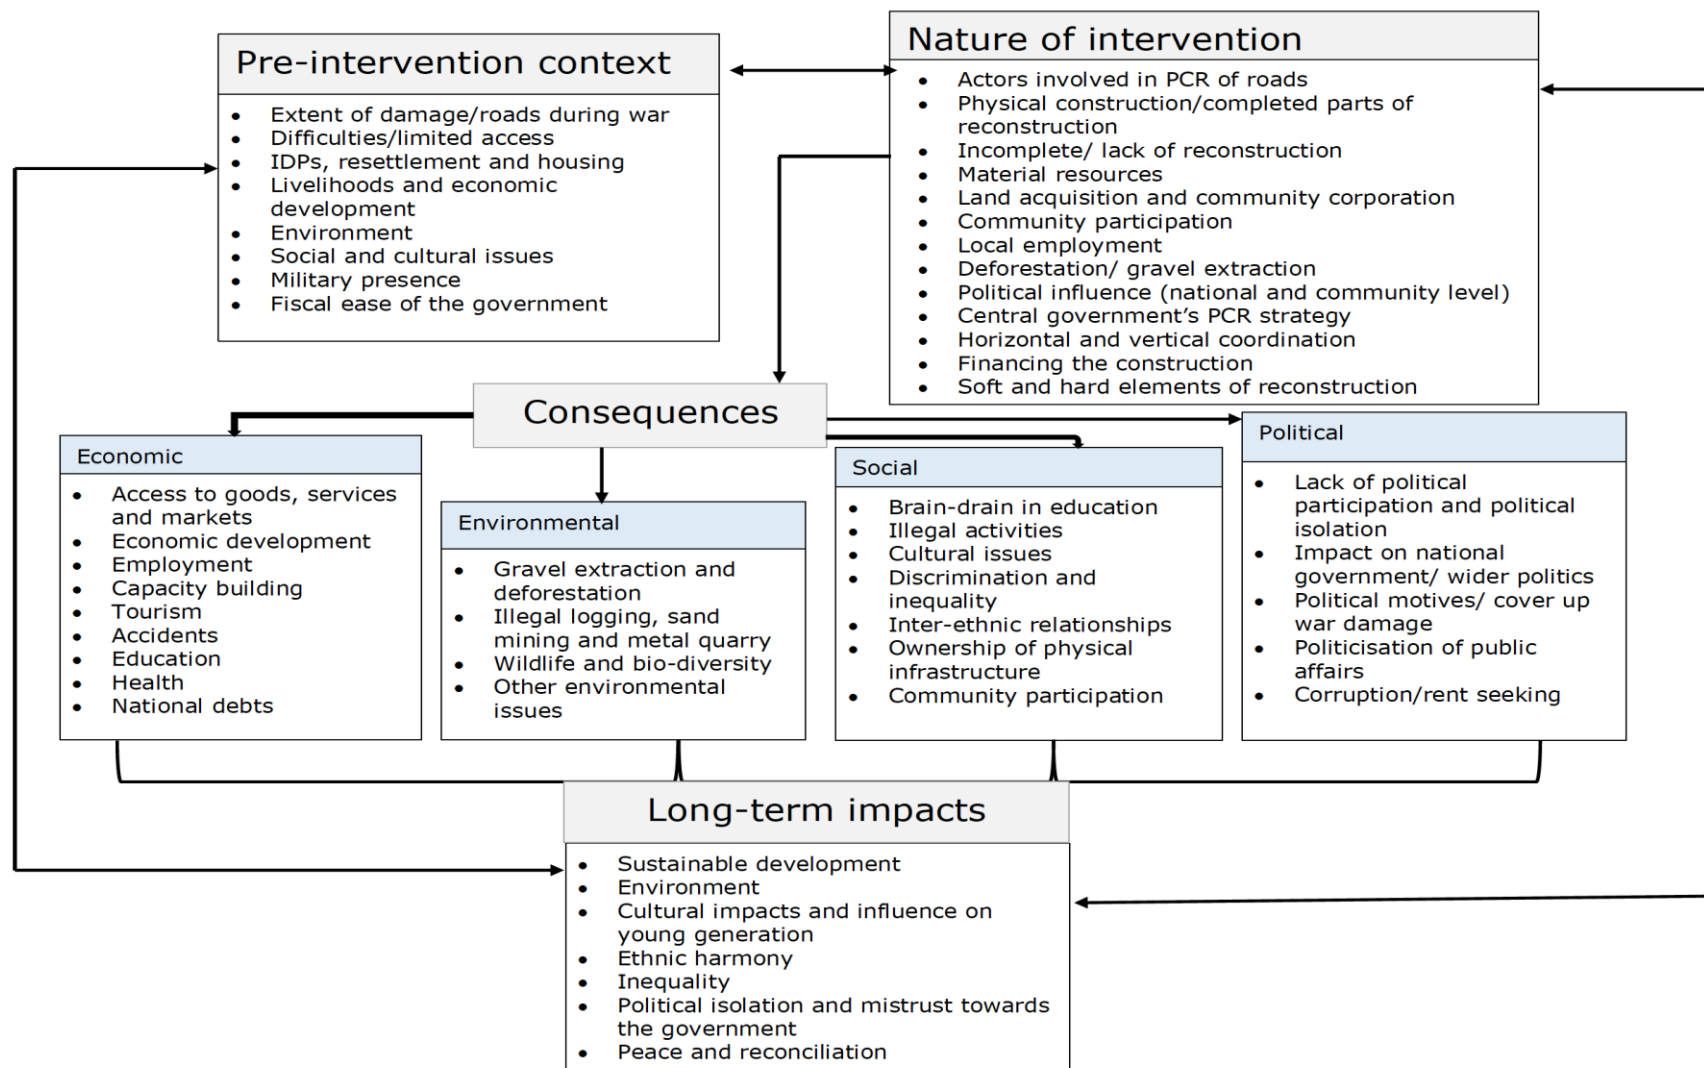 Pre-intervention context
• Extent of damage/roads during war
• Difficulties/limited access
• IDPs, resettlement and housing
• Livelihoods and economic
development
• Environment
• Social and cultural issues
• Military presence
• Fiscal ease of the government
Nature of intervention
• Actors involved in PCR of roads
• Physical construction/completed parts of
reconstruction
• Incomplete/ lack of reconstruction
• Material resources
• Land acquisition and community corporation
• Community participation
• Local employment
• Deforestation/ gravel extraction
• Political influence (national and community level)
• Central government’s PCR strategy
• Horizontal and vertical coordination
• Financing the construction
• Soft and hard elements of reconstruction
Consequences
Economic
• Access to goods, services
and markets
• Economic development
• Employment
• Capacity building
• Tourism
• Accidents
• Education
• Health
• National debts
Environmental
• Gravel extraction and
deforestation
• Illegal logging, sand
mining and metal quarry
• Wildlife and bio-diversity
• Other environmental
issues
Social
• Brain-drain in education
• Illegal activities
• Cultural issues
• Discrimination and
inequality
• Inter-ethnic relationships
• Ownership of physical
infrastructure
• Community participation
Political
• Lack of political
participation and political
isolation
• Impact on national
government/ wider politics
• Political motives/ cover up
war damage
• Politicisation of public
affairs
• Corruption/rent seeking
Long-term impacts
• Sustainable development
• Environment
• Cultural impacts and influence on
young generation
• Ethnic harmony
• Inequality
• Political isolation and mistrust towards
the government
• Peace and reconciliation